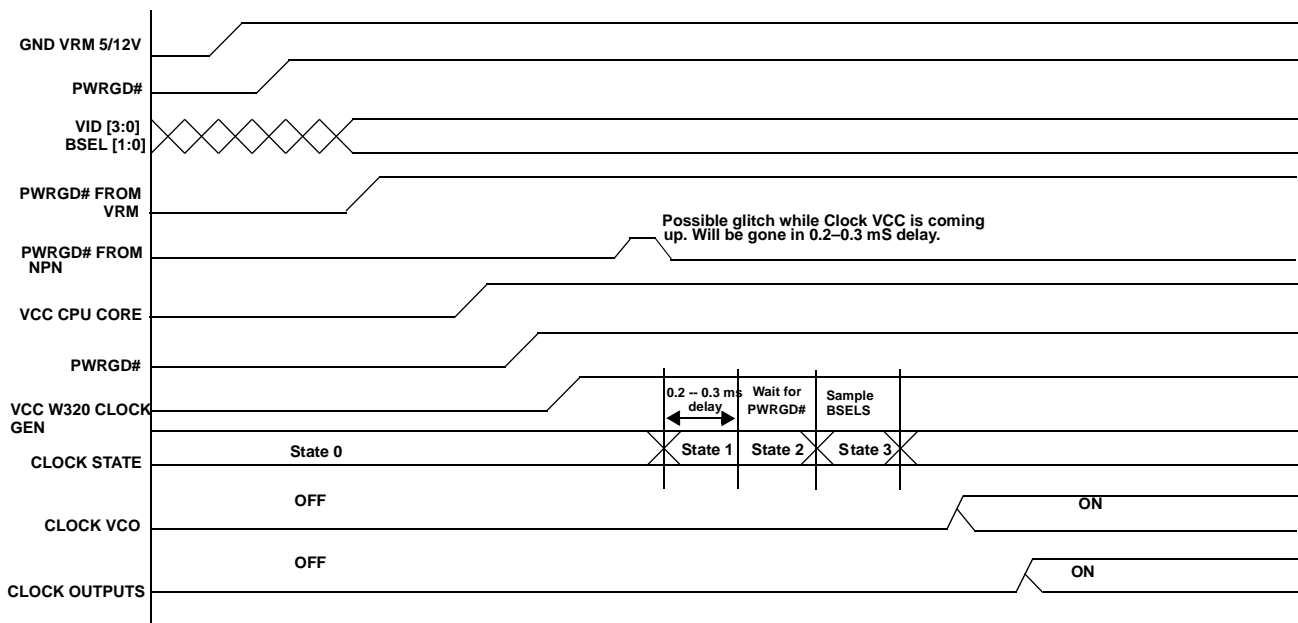 GND VRM 5/12V
PWRGD#
VID [3:0]
BSEL [1:0]
PWRGD# FROM
VRM
Possible glitch while Clock VCC is coming
up. Will be gone in 0.2–0.3 mS delay.
PWRGD# FROM
NPN
VCC CPU CORE
PWRGD#
VCC W320 CLOCK
GEN
0.2 -- 0.3 ms
delay
Wait for
PWRGD#
Sample
BSELS
CLOCK STATE
State 0
State 1
State 2
State 3
OFF
ON
CLOCK VCO
OFF
ON
CLOCK OUTPUTS